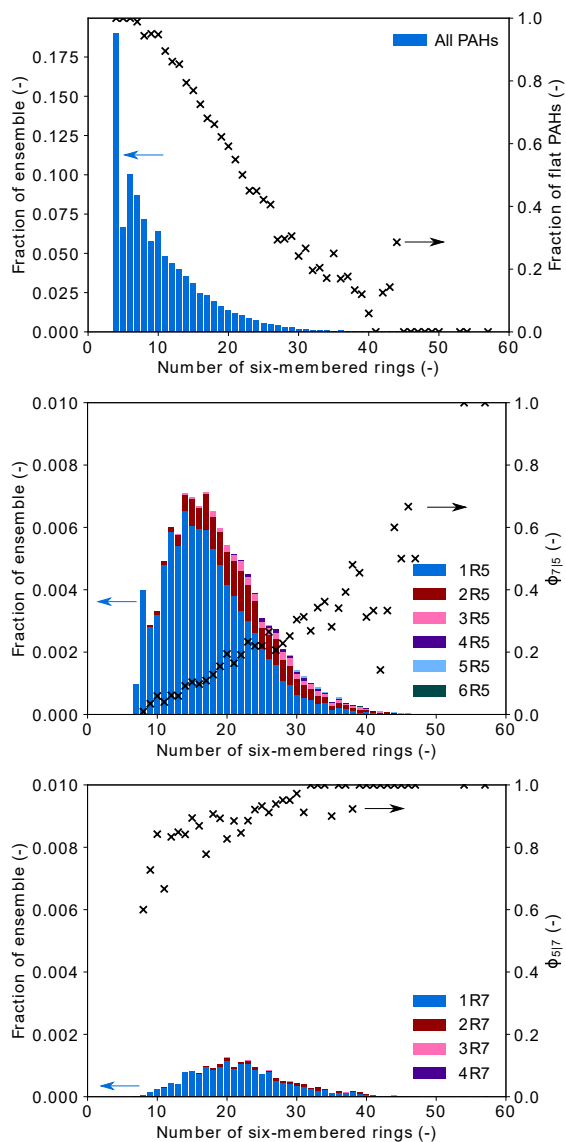 All PAHs
Fraction of ensemble (-)
0.175
0.150
0.125
0.100
0.075
0.050
0.025
0.000
1.0
0.8
0.6
0.4
0.2
0.0
Fraction of flat PAHs(-)
0 10 20 30 40 50 60
Number of six-membered rings (-)
Fraction of ensemble (-)
0.010
0.008
0.006
0.004
0.002
0.000
1.0
0.8
0.6
0.4
0.2
0.0
ϕ7|5 (-)
1R5
2R5
3R5
4R5
5R5
6R5
0 10 20 30 40 50 60
Number of six-membered rings (-)
Fraction of ensemble (-)
0.010
0.008
0.006
0.004
0.002
0.000
1.0
0.8
0.6
0.4
0.2
0.0
ϕ5|7 (-)
1R7
2R7
3R7
4R7
0 10 20 30 40 50 60
Number of six-membered rings (-)